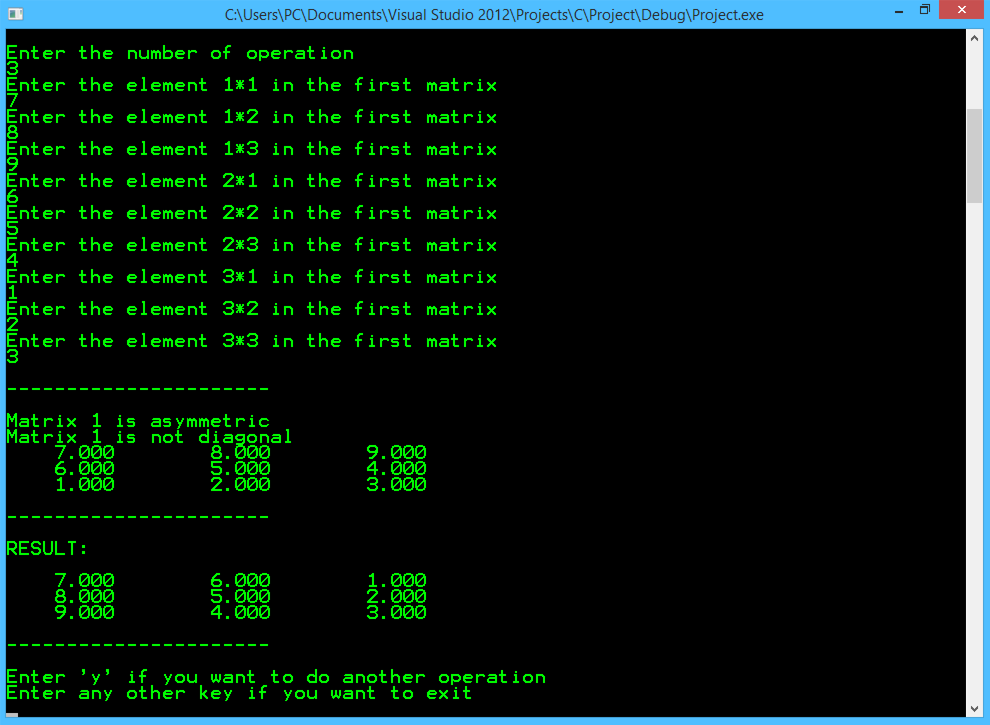 C:\Users\PC\Documents\Visual Studio 2012\Projects\C\Project\Debug\Project.exe
Enter the number of operation
3
Enter the element 1*1 in the first matrix
7
Enter the element 1*2 in the first matrix
8
Enter the element 1*3 in the first matrix
9
Enter the element 2*1 in the first matrix
6
Enter the element 2*2 in the first matrix
5
Enter the element 2*3 in the first matrix
4
Enter the element 3*1 in the first matrix
1
Enter the element 3*2 in the first matrix
2
Enter the element 3*3 in the first matrix
3
----------------------
Matrix 1 is asymmetric
Matrix 1 is not diagonal
7.000 8.000 9.000
6.000 5.000 4.000
1.000 2.000 3.000
----------------------
RESULT:
7.000 6.000 1.000
8.000 5.000 2.000
9.000 4.000 3.000
----------------------
Enter 'y' if you want to do another operation
Enter any other key if you want to exit